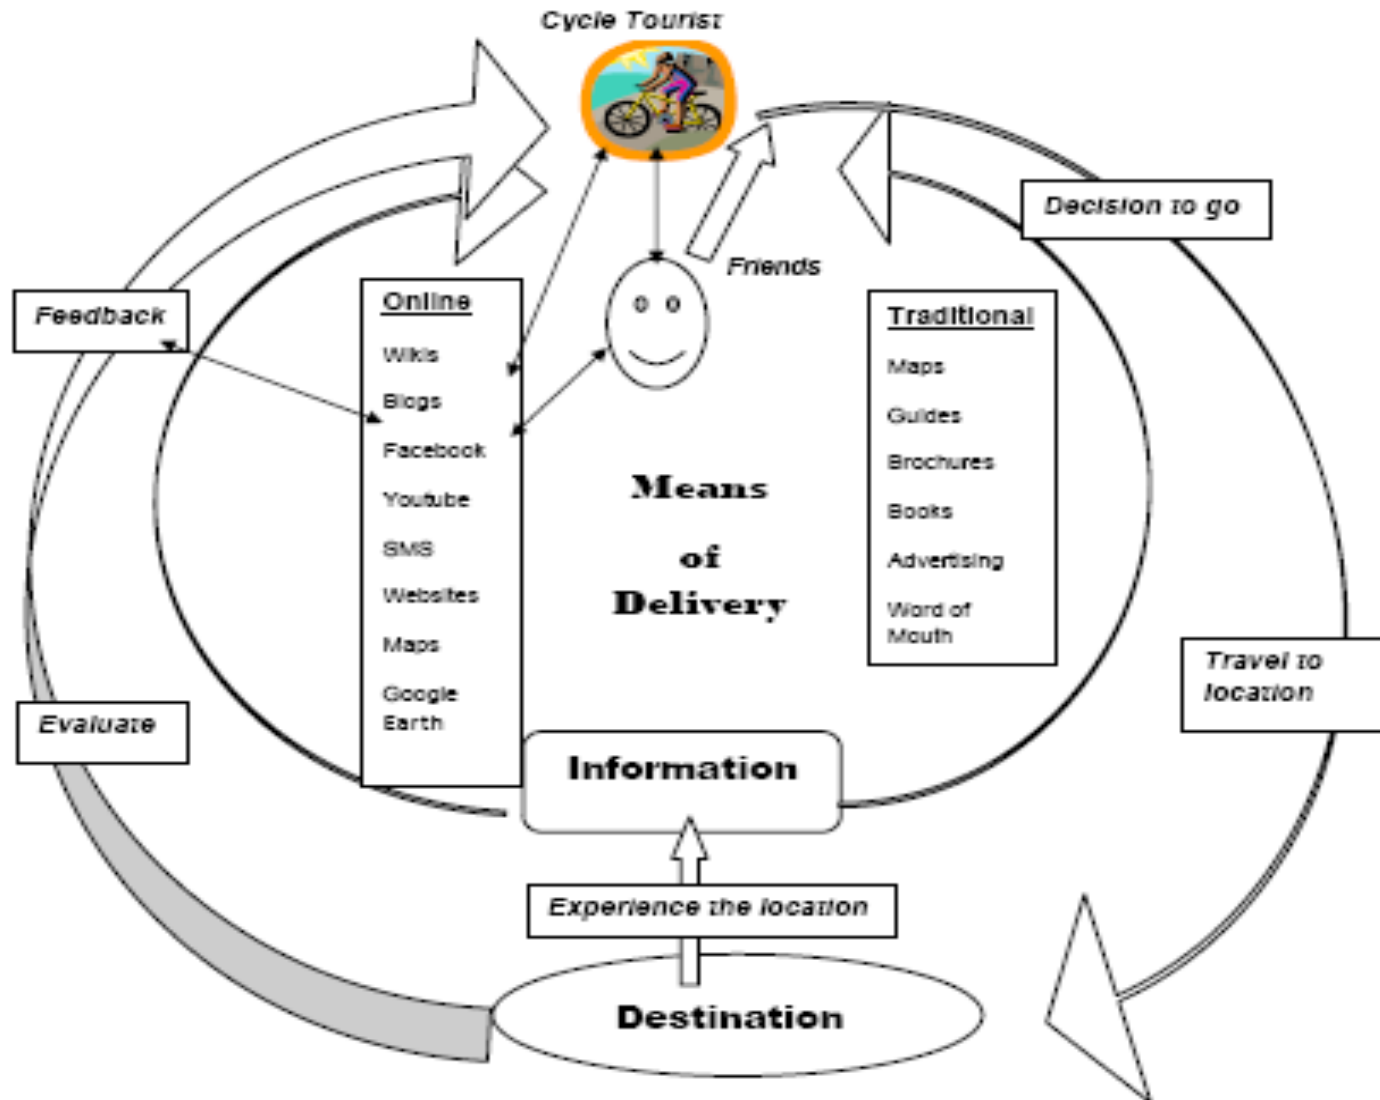 Cycle Tourist
Decision to go
Friends
Feedback
Online
Wikis
Blogs
Facebook
Youtube
SMS
Websites
Maps
Google
Earth
Traditional
Maps
Guides
Brochures
Books
Advertising
Word of
Mouth
Means
of
Delivery
Travel to
location
Evaluate
Information
Experience the location
Destination